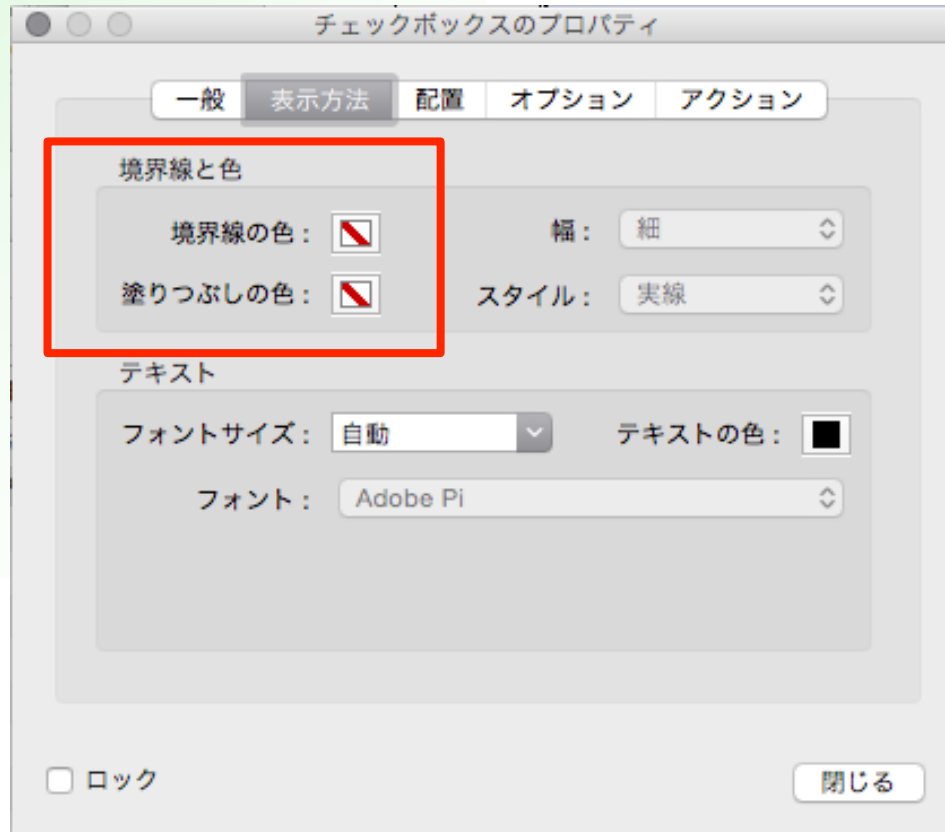 チェックボックスのプロパティ
一般 表示方法 配置 オプション アクション
境界線と色
境界線の色： 幅： 細
塗りつぶしの色： スタイル： 実線
テキスト
フォントサイズ： 自動 テキストの色：
フォント： Adobe Pi
ロック 閉じる